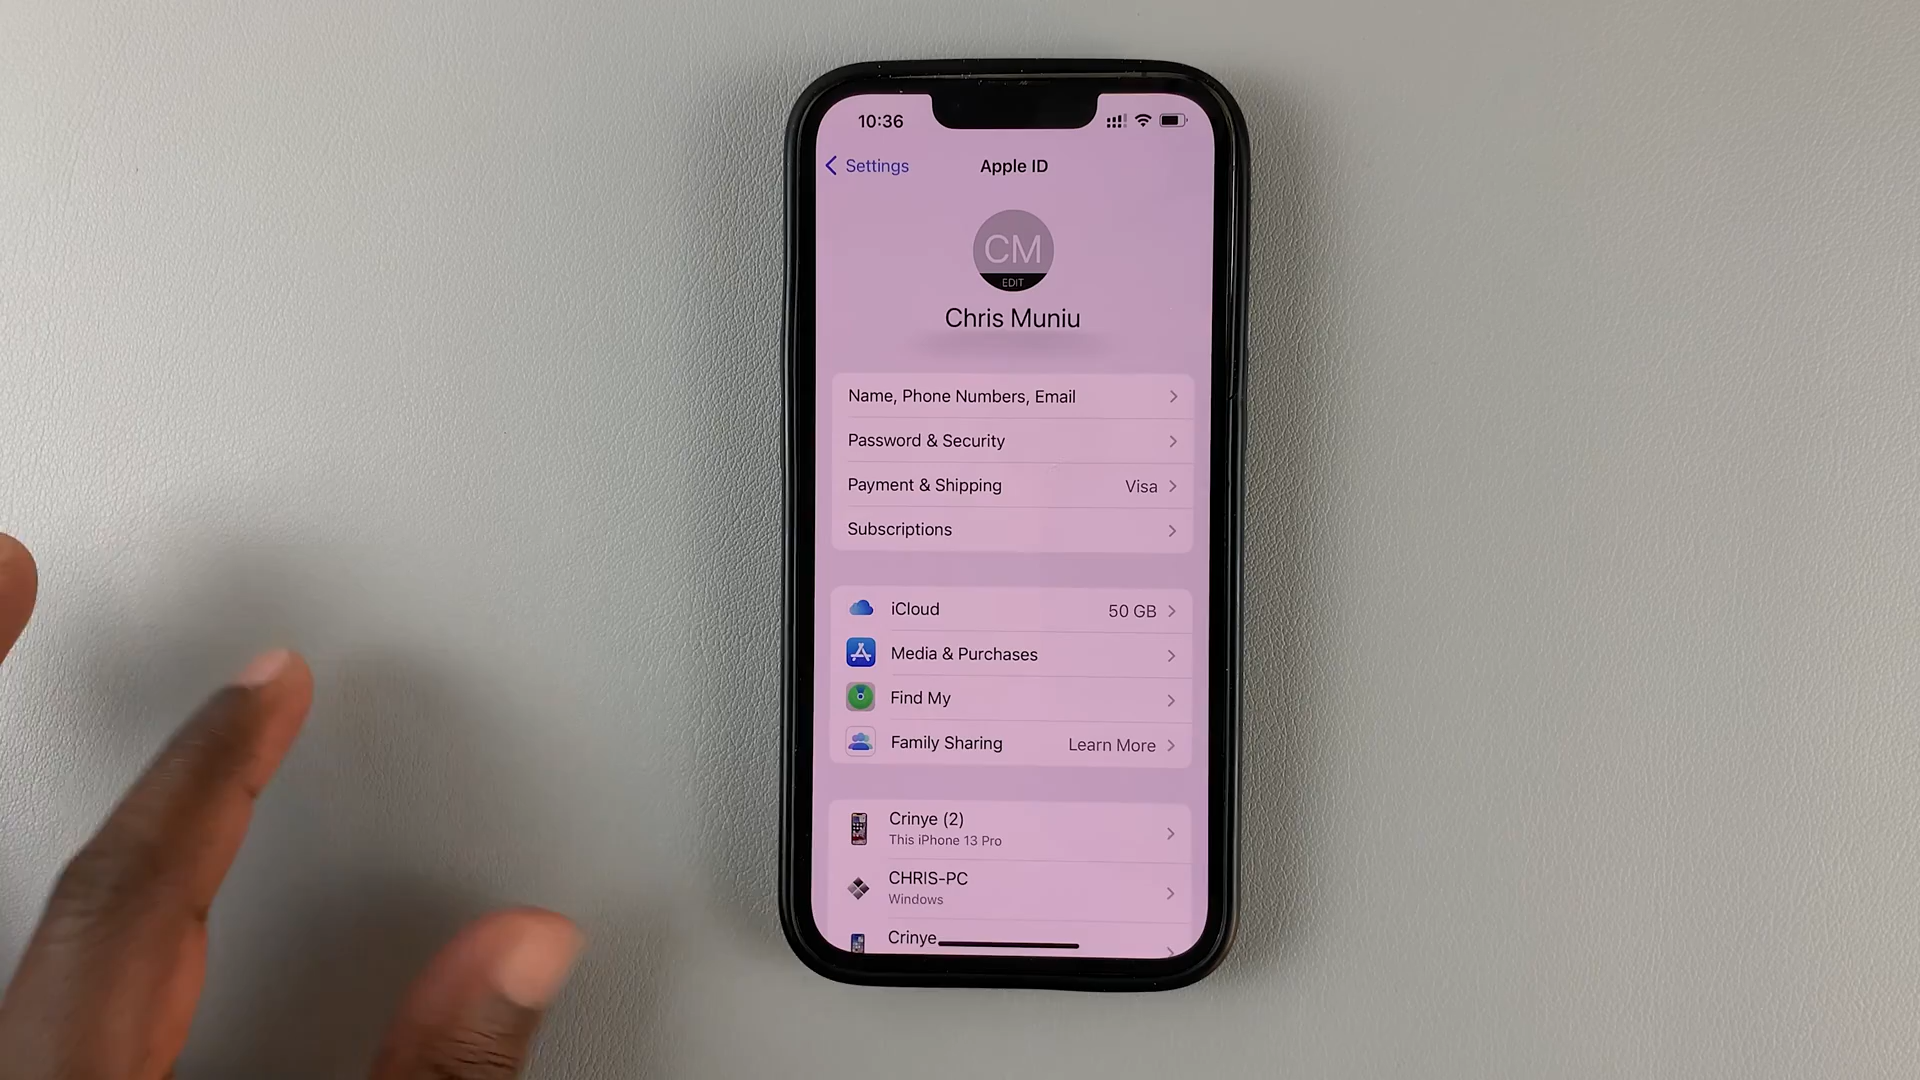 10:36
Settings
Apple ID
CM
EDIT
Chris Muniu
Name, Phone Numbers, Email
Password & Security
Payment & Shipping Visa
Subscriptions
iCloud 50 GB
Media & Purchases
Find My
Family Sharing Learn More
Crinye (2)
This iPhone 13 Pro
CHRIS-PC
Windows
Crinye